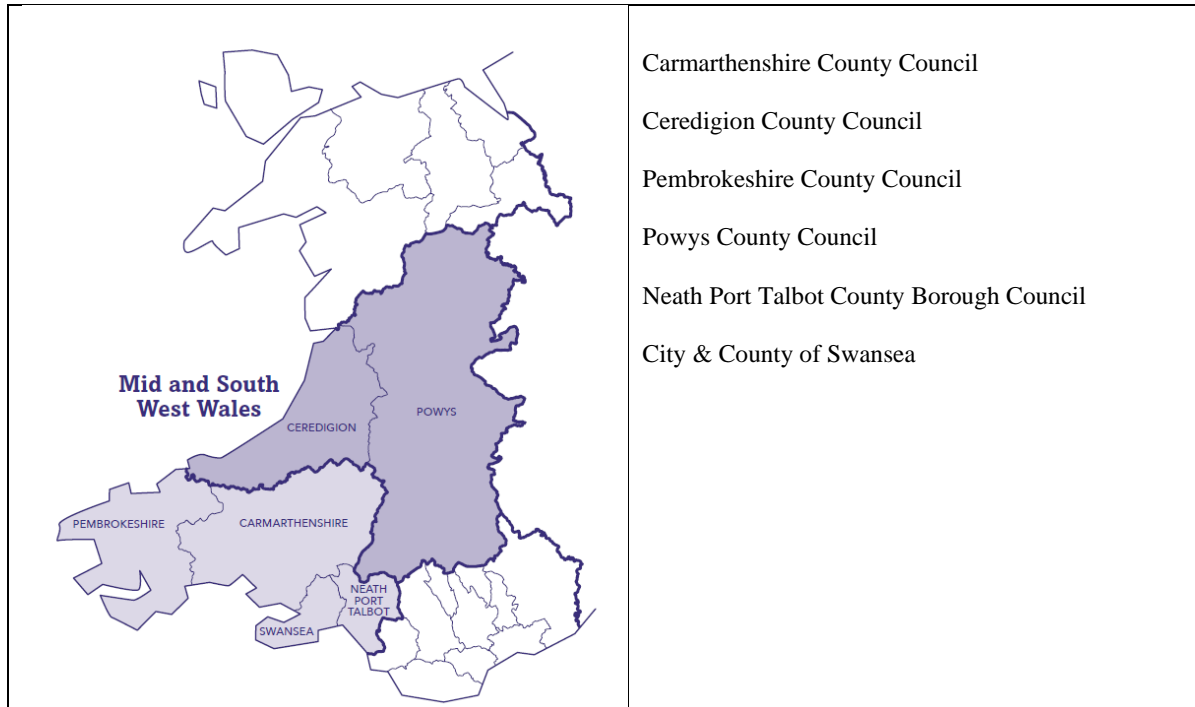 Mid and South
West Wales
POWYS
CEREDIGION
PEMBROKESHIRE
CARMARTHENSHIRE
NEATH
PORT
TALBOT
SWANSEA
Carmarthenshire County Council
Ceredigion County Council
Pembrokeshire County Council
Powys County Council
Neath Port Talbot County Borough Council
City & County of Swansea